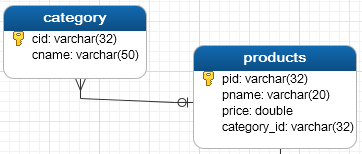 category
cid: varchar(32)
cname: varchar(50)
products
pid: varchar(32)
pname: varchar(20)
price: double
category_id: varchar(32)